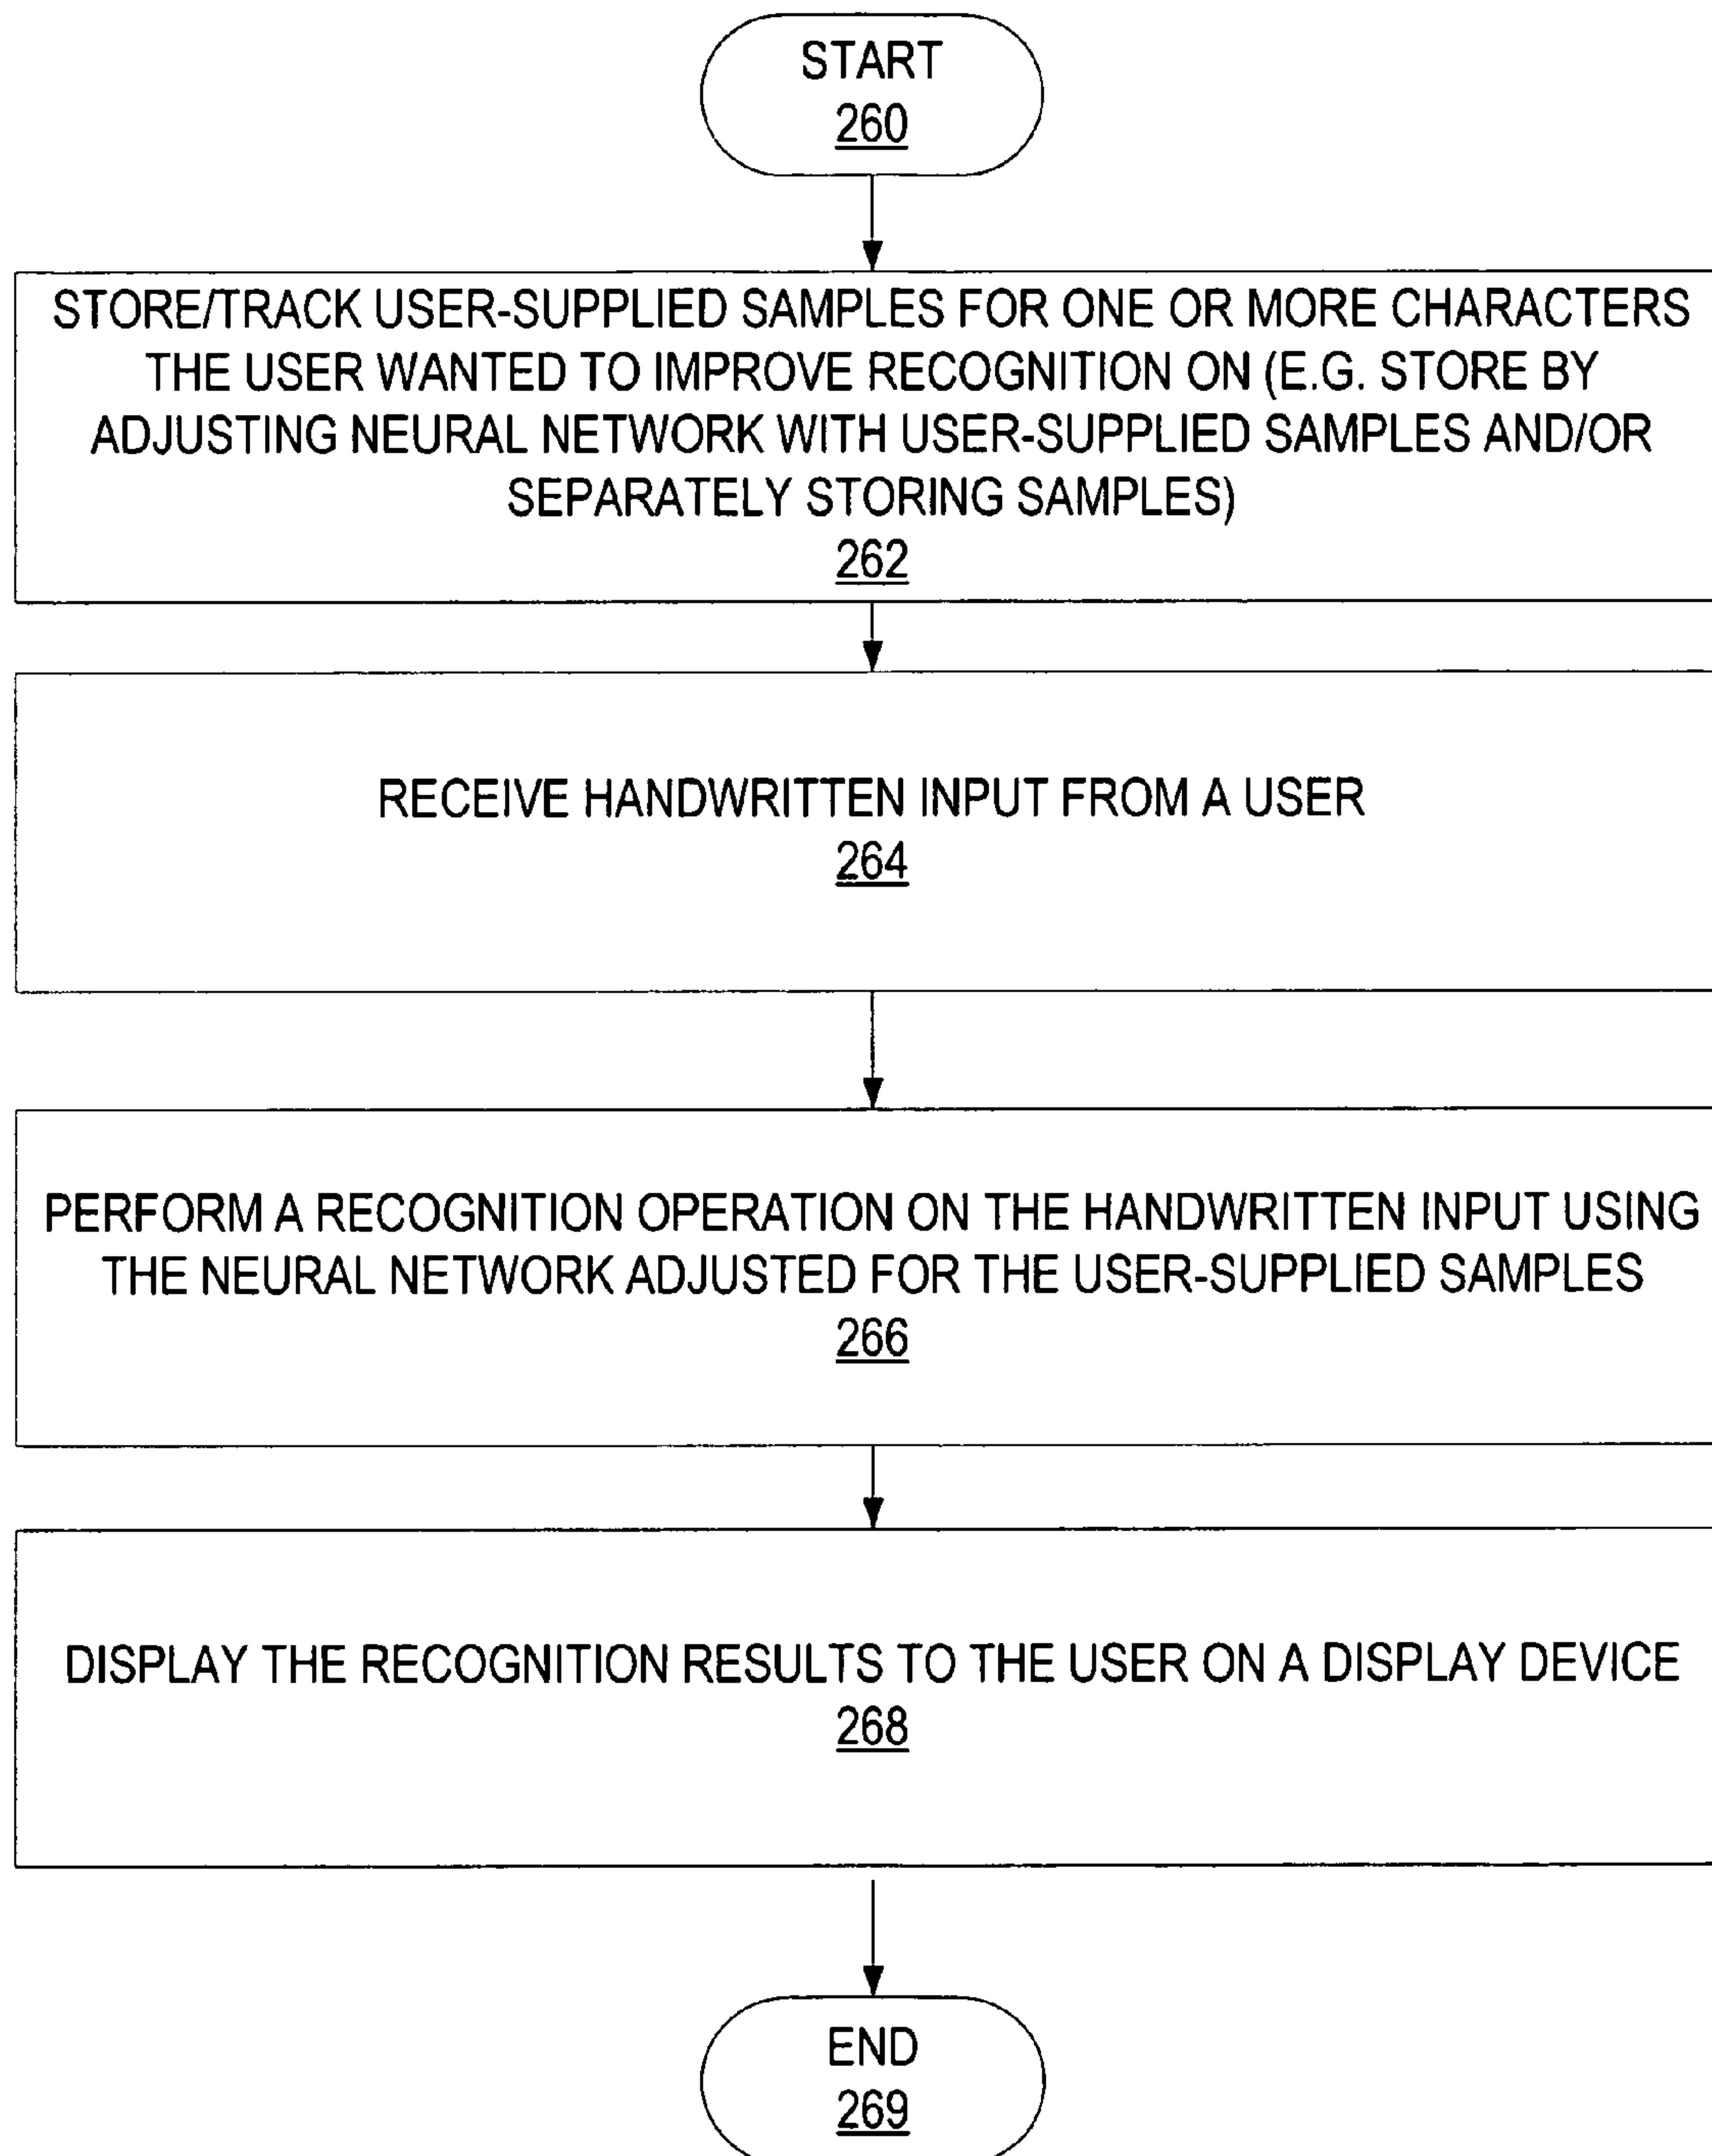 START
260
STORE/TRACK USER-SUPPLIED SAMPLES FOR ONE OR MORE CHARACTERS
THE USER WANTED TO IMPROVE RECOGNITION ON (E.G. STORE BY
ADJUSTING NEURAL NETWORK WITH USER-SUPPLIED SAMPLES AND/OR
SEPARATELY STORING SAMPLES)
262
RECEIVE HANDWRITTEN INPUT FROM A USER
264
PERFORM A RECOGNITION OPERATION ON THE HANDWRITTEN INPUT USING
THE NEURAL NETWORK ADJUSTED FOR THE USER-SUPPLIED SAMPLES
266
DISPLAY THE RECOGNITION RESULTS TO THE USER ON A DISPLAY DEVICE
268
END
269